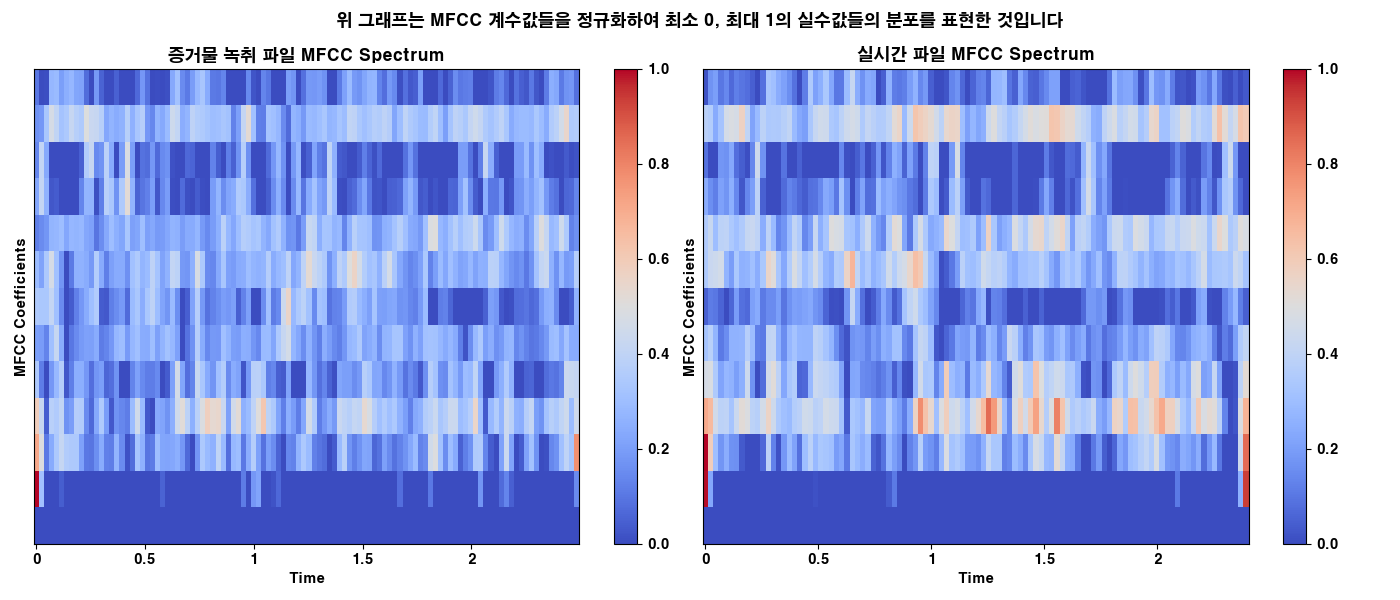 위 그래프는 MFCC 계수값들을 정규화하여 최소 0, 최대 1의 실수값들의 분포를 표현한 것입니다
증거물 녹취 파일 MFCC Spectrum
MFCC Coefficients
0 0.5 1 1.5 2
Time
1.0
0.8
0.6
0.4
0.2
0.0
실시간 파일 MFCC Spectrum
MFCC Coefficients
0 0.5 1 1.5 2
Time
1.0
0.8
0.6
0.4
0.2
0.0